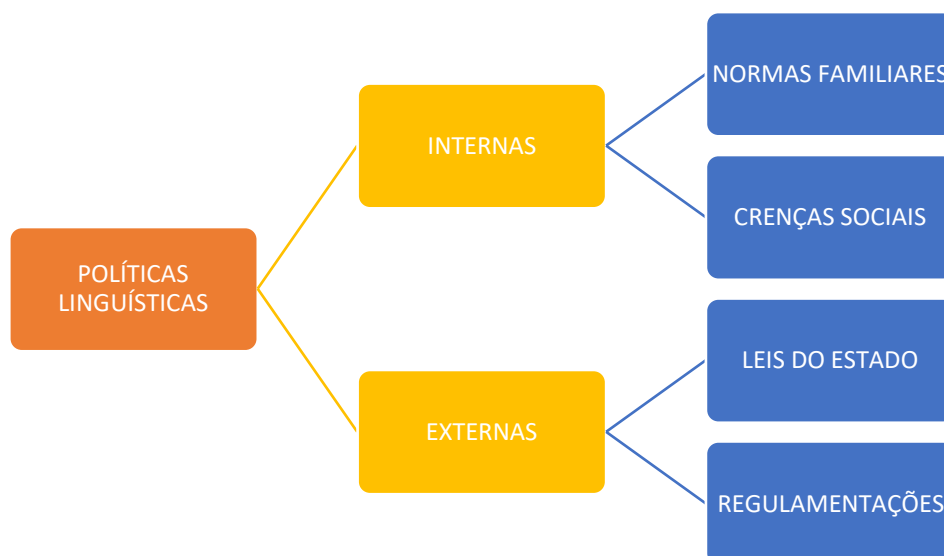 POLÍTICAS
LINGUÍSTICAS
INTERNAS
NORMAS FAMILIARES
CRENÇAS SOCIAIS
EXTERNAS
LEIS DO ESTADO
REGULAMENTAÇÕES